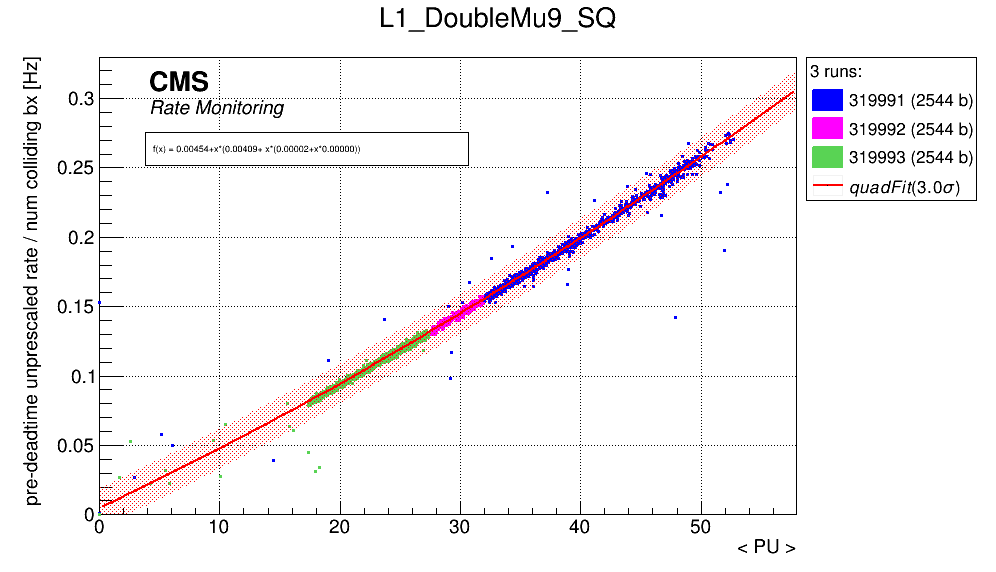 L1_DoubleMu9_SQ
pre-deadtime unprescaled rate / num colliding bx [Hz]
CMS
Rate Monitoring
f(x) = 0.00454+x*(0.00409+ x*(0.00002+x*0.00000))
0.3
0.25
0.2
0.15
0.1
0.05
0
0 10 20 30 40 50
< PU >
3 runs:
319991 (2544 b)
319992 (2544 b)
319993 (2544 b)
quadFit(3.0σ)